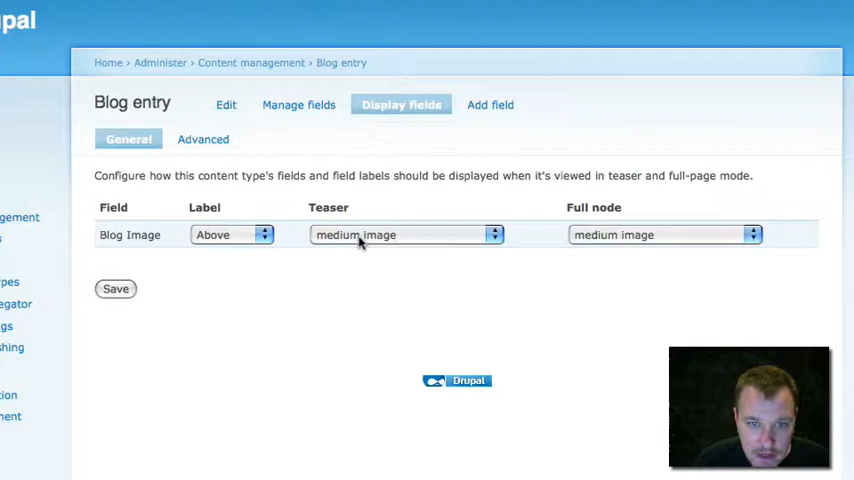 pal
Home › Administer › Content management › Blog entry
Blog entry Edit Manage fields Display fields Add field
General Advanced
Configure how this content type's fields and field labels should be displayed when it's viewed in teaser and full-page mode.
Field Label Teaser Full node
Blog Image Above medium image medium image
Save
Drupal
gement
s
pes
egator
gs
shing
tion
ment